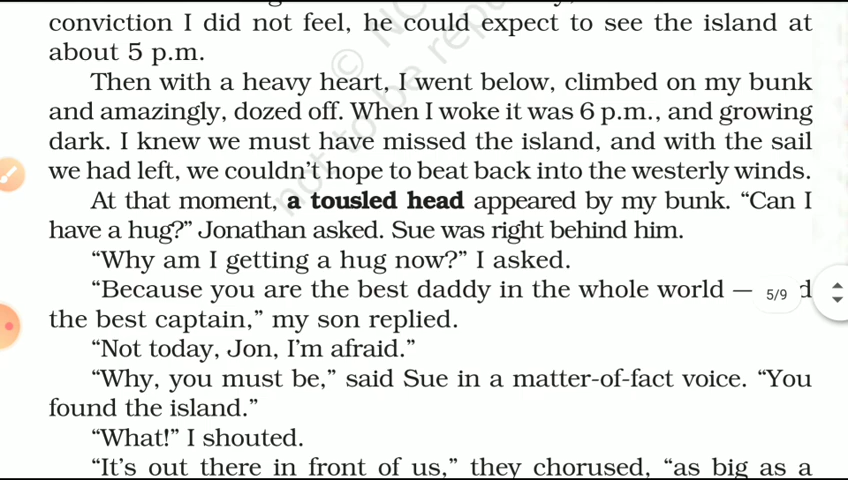 conviction I did not feel, he could expect to see the island at
about 5 p.m.
Then with a heavy heart, I went below, climbed on my bunk
and amazingly, dozed off. When I woke it was 6 p.m., and growing
dark. I knew we must have missed the island, and with the sail
we had left, we couldn't hope to beat back into the westerly winds.
At that moment, a tousled head appeared by my bunk. “Can I
have a hug?” Jonathan asked. Sue was right behind him.
“Why am I getting a hug now?” I asked.
“Because you are the best daddy in the whole world — d
5/9
the best captain,” my son replied.
“Not today, Jon, I'm afraid.”
“Why, you must be,” said Sue in a matter-of-fact voice. “You
found the island.”
“What!” I shouted.
“It's out there in front of us,” they chorused, “as big as a
© not to be